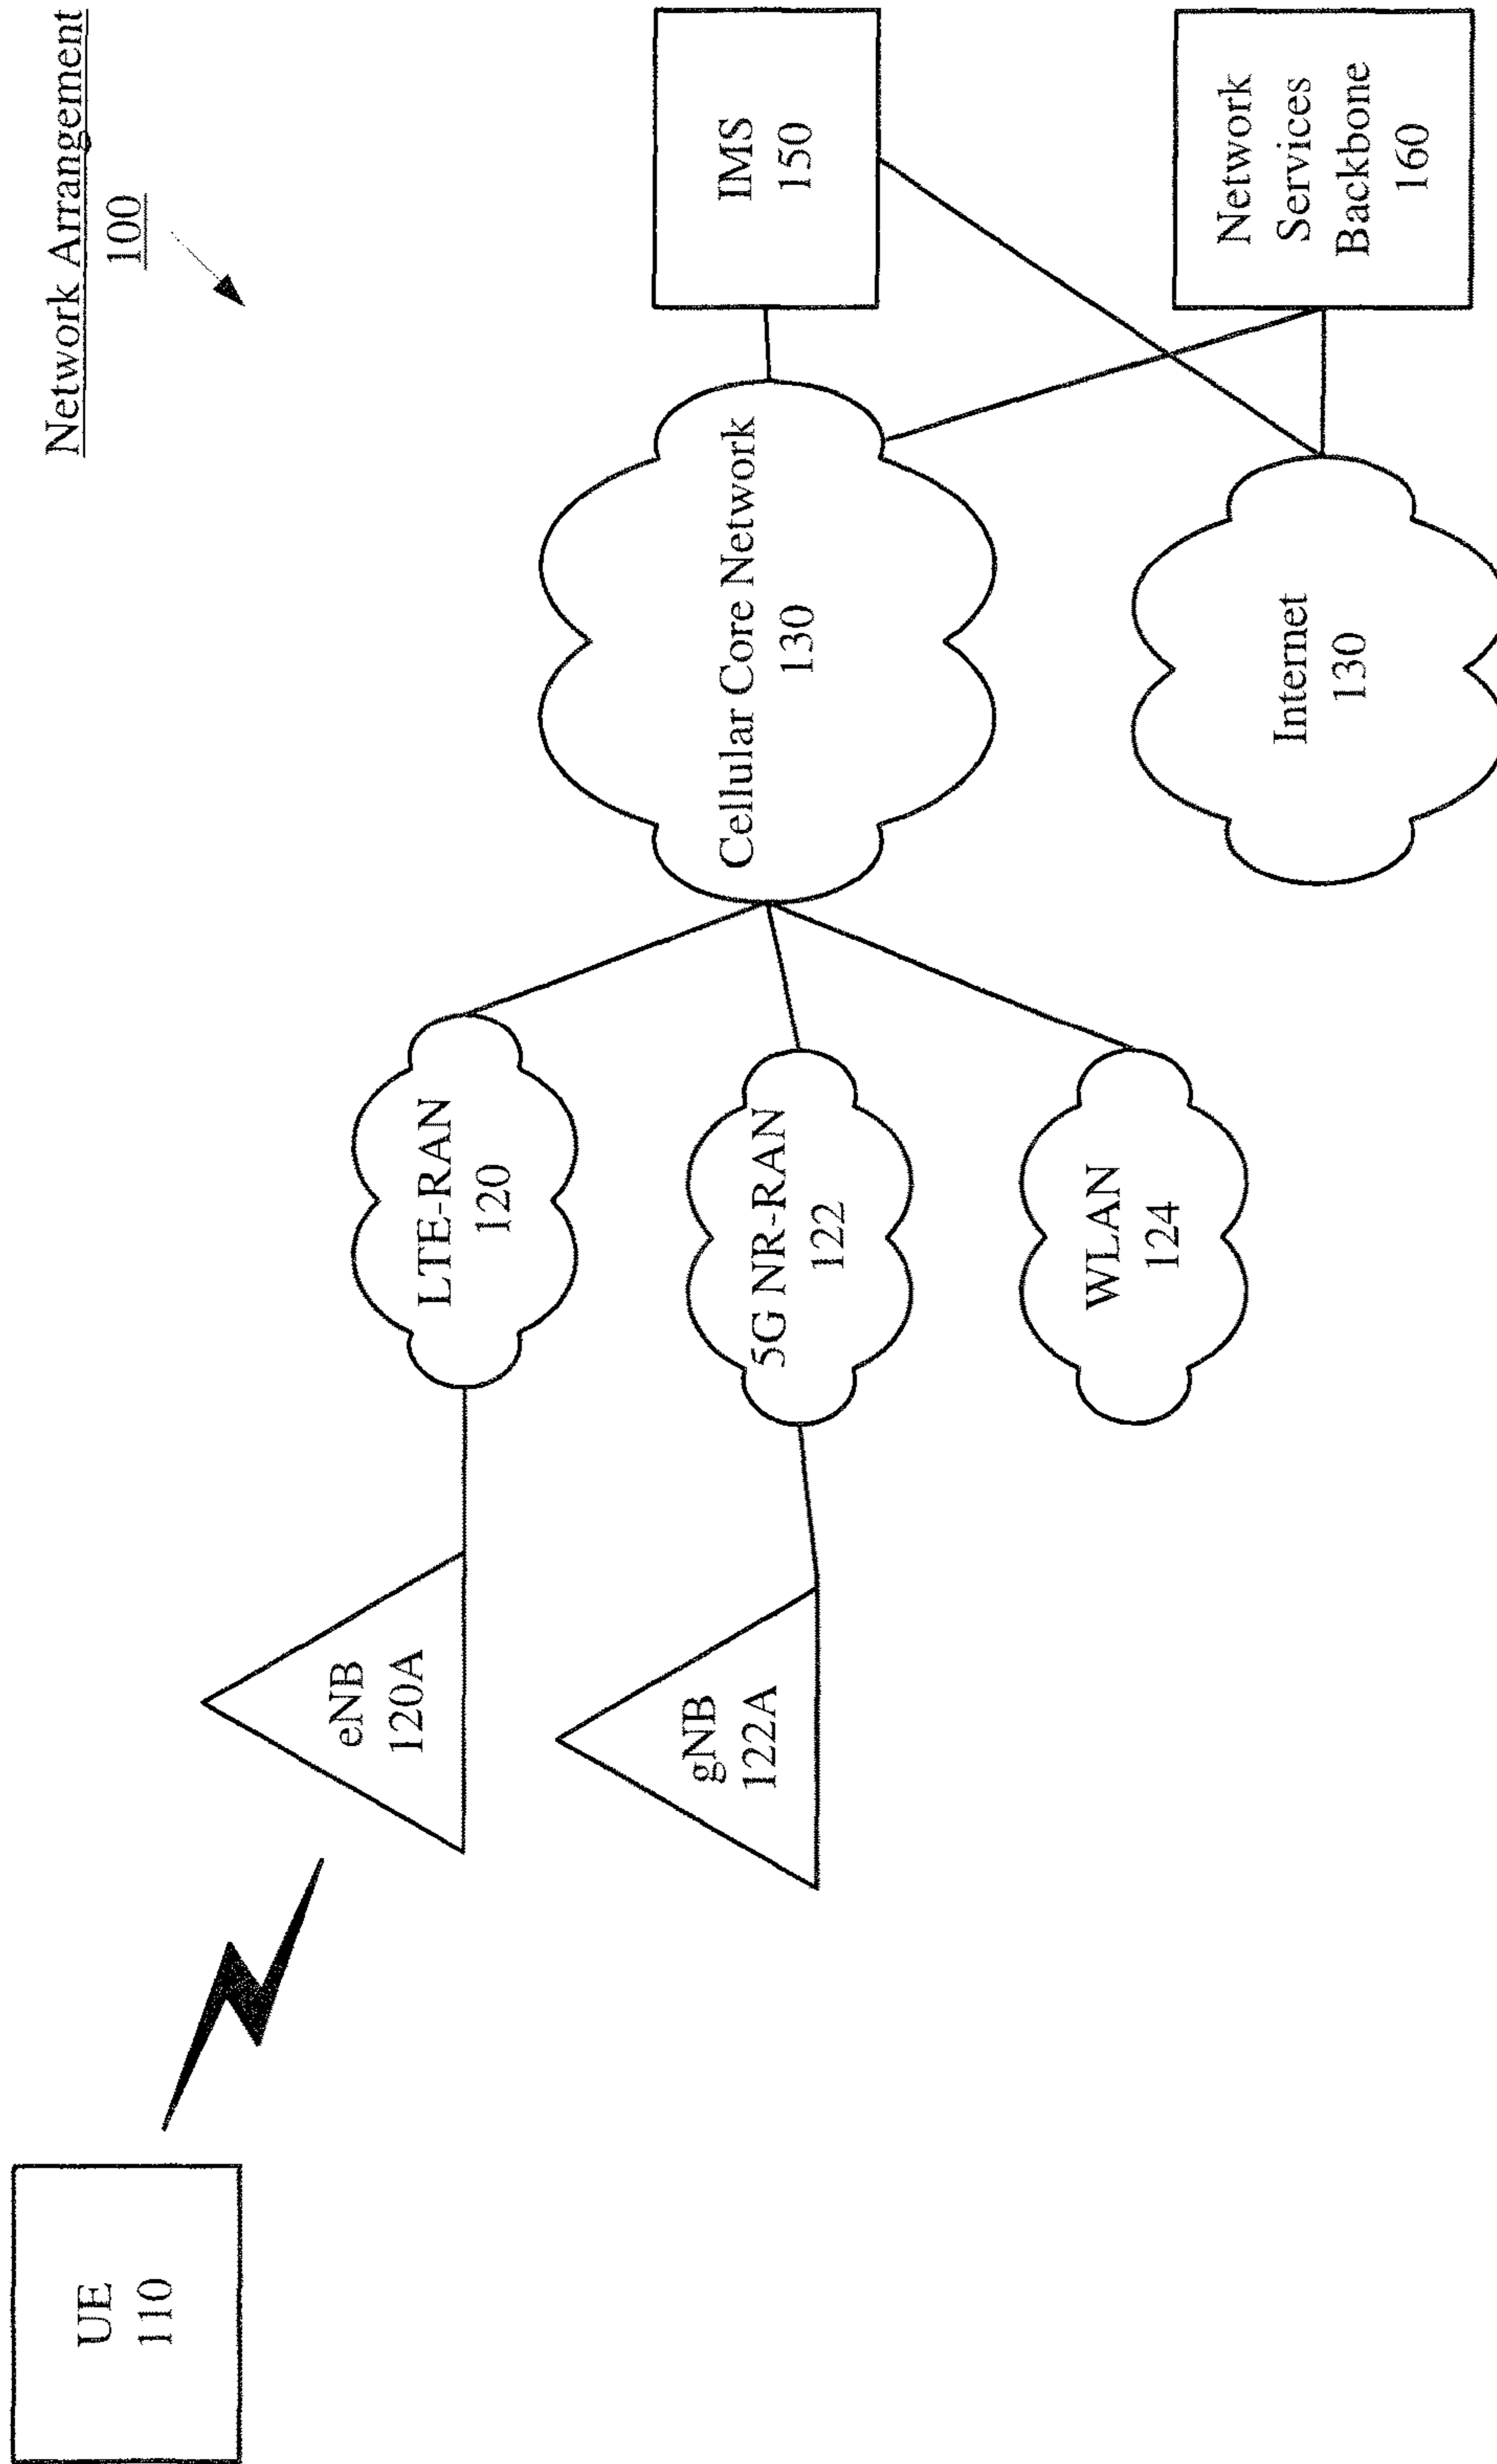 Network Arrangement
100
UE
110
eNB
120A
gNB
122A
LTE-RAN
120
5G NR-RAN
122
WLAN
124
Cellular Core Network
130
Internet
130
IMS
150
Network
Services
Backbone
160